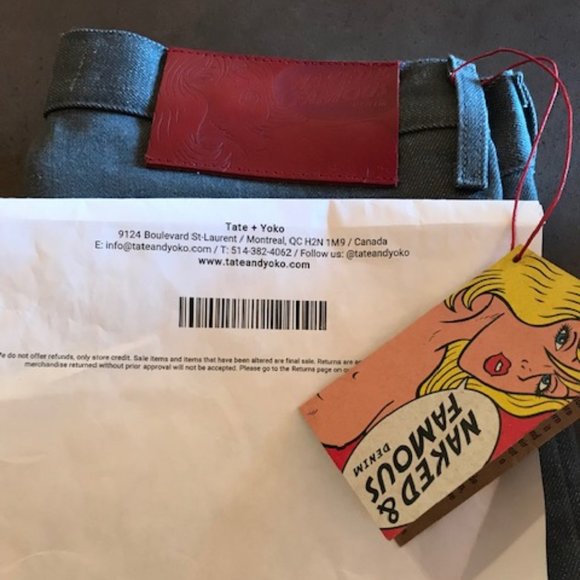 Tate + Yoko
9124 Boulevard St-Laurent / Montreal, QC H2N 1M9 / Canada
E: info@tateandyoko.com / T: 514-382-4062 / Follow us: @tateandyoko
www.tateandyoko.com
do not offer refunds, only store credit. Sale items and items that have been altered are final sale. Returns are
merchandise returned without prior approval will not be accepted. Please go to the Returns page on
NAKED &
FAMOUS
DENIM